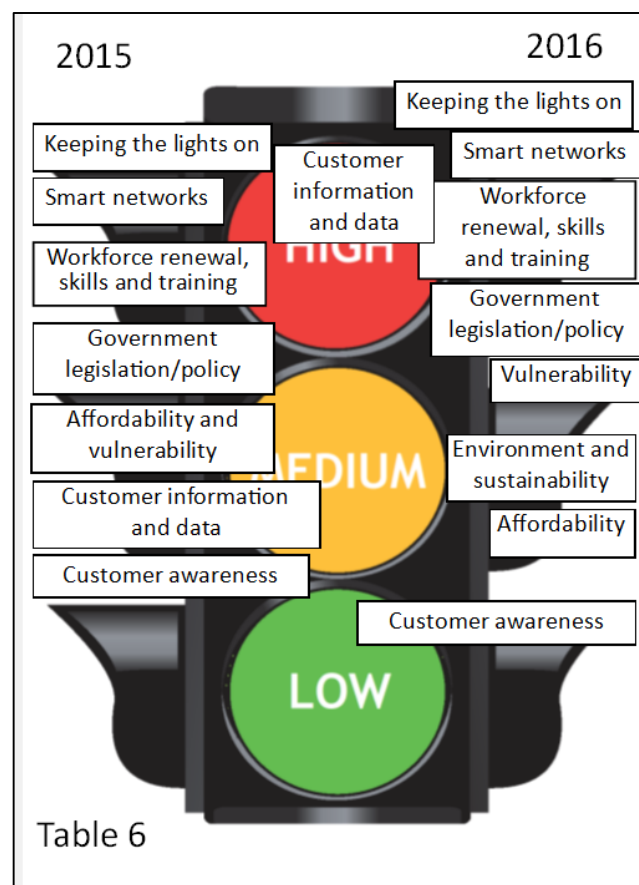 2015
2016
Keeping the lights on
Smart networks
Workforce renewal,
skills and training
Government
legislation/policy
Affordability and
vulnerability
Customer information
and data
Customer awareness
Customer
information
and data
HIGH
MEDIUM
LOW
Keeping the lights on
Smart networks
Workforce
renewal, skills
and training
Government
legislation/policy
Vulnerability
Environment and
sustainability
Affordability
Customer awareness
Table 6